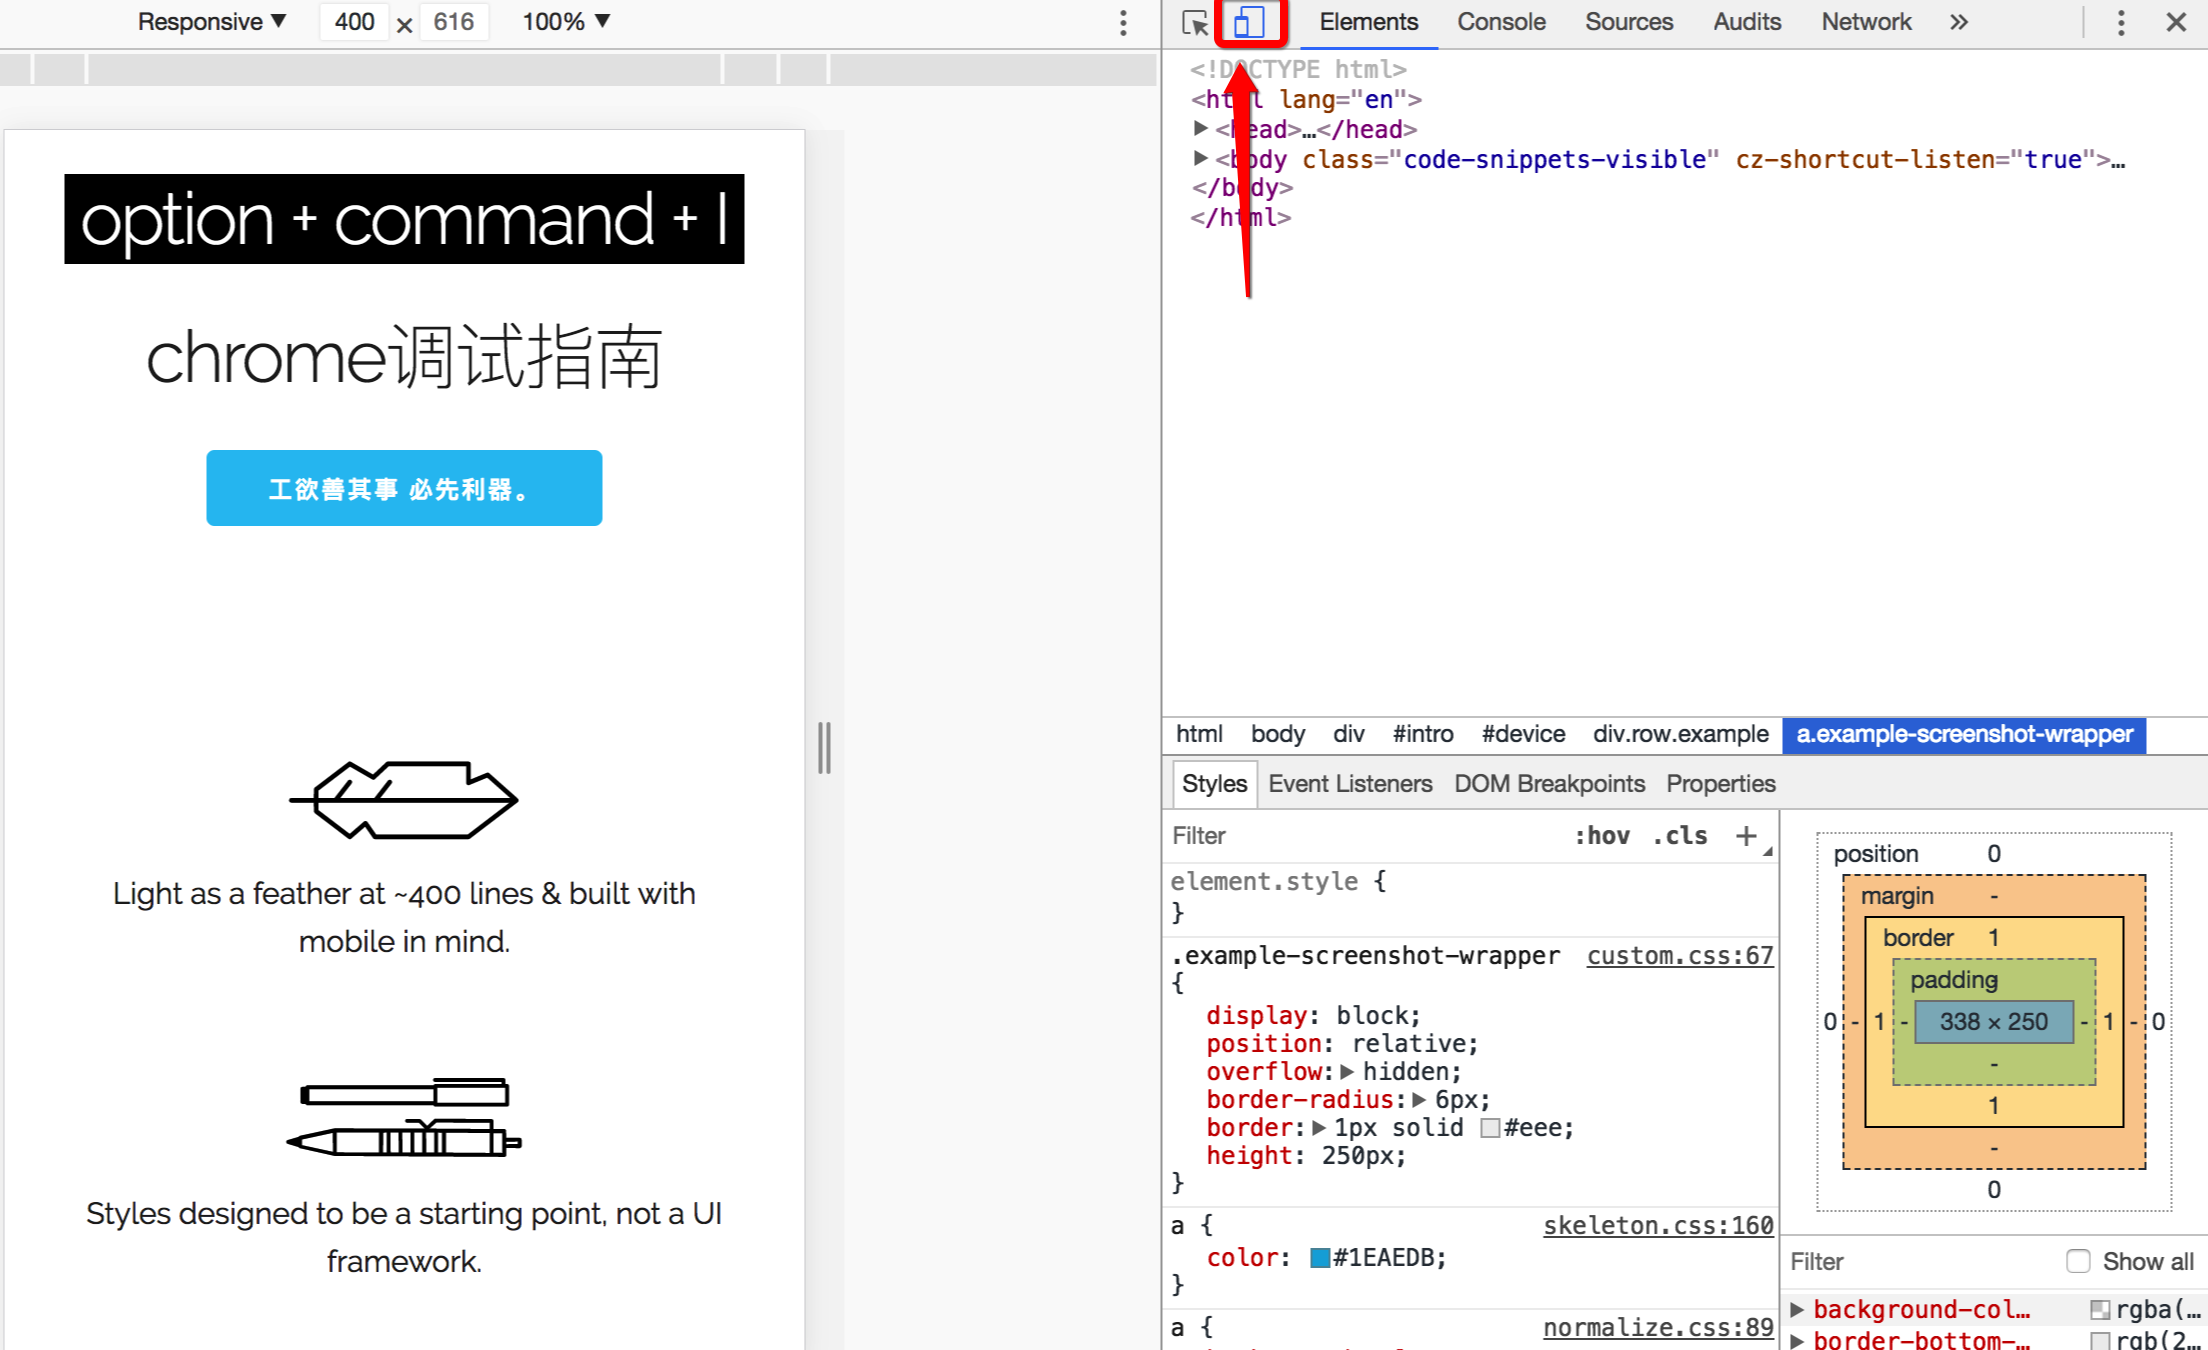 Responsive ▼ 400 × 616 100% ▼
Elements Console Sources Audits Network »
option + command + I
chrome调试指南
工欲善其事 必先利器。
Light as a feather at ~400 lines & built with
mobile in mind.
Styles designed to be a starting point, not a UI
framework.
<!DOCTYPE html>
<html lang="en">
▶<head>…</head>
▶<body class="code-snippets-visible" cz-shortcut-listen="true">…
</body>
</html>
html body div #intro #device div.row.example a.example-screenshot-wrapper
Styles Event Listeners DOM Breakpoints Properties
Filter :hov .cls +
element.style {
}
.example-screenshot-wrapper custom.css:67
{
display: block;
position: relative;
overflow:▶hidden;
border-radius:▶6px;
border:▶1px solid #eee;
height: 250px;
}
a { skeleton.css:160
color: #1EAEDB;
}
a { normalize.css:89
position 0
margin -
border 1
padding -
0 - 1 - 338 × 250 - 1 - 0
-
1
-
0
Filter Show all
▶ background-col… rgba(…
▶ border-bottom-… rgb(2…